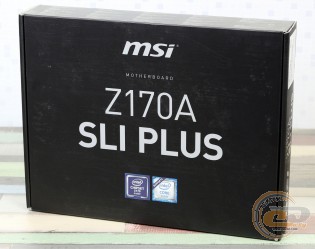 msi
MOTHERBOARD
Z170A
SLI PLUS